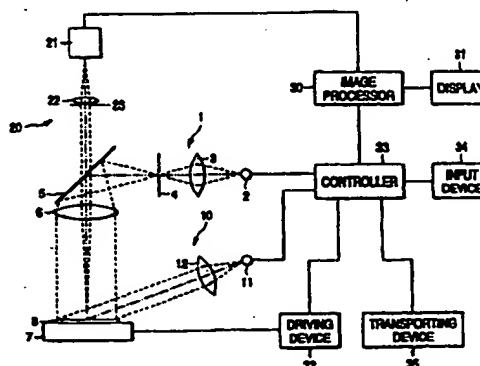 21
31
22
23
30
IMAGE
PROCESSOR
DISPLAY
20
1
3
33
34
5
4
2
CONTROLLER
INPUT
DEVICE
6
10
12
11
8
7
DRIVING
DEVICE
TRANSPORTING
DEVICE
35